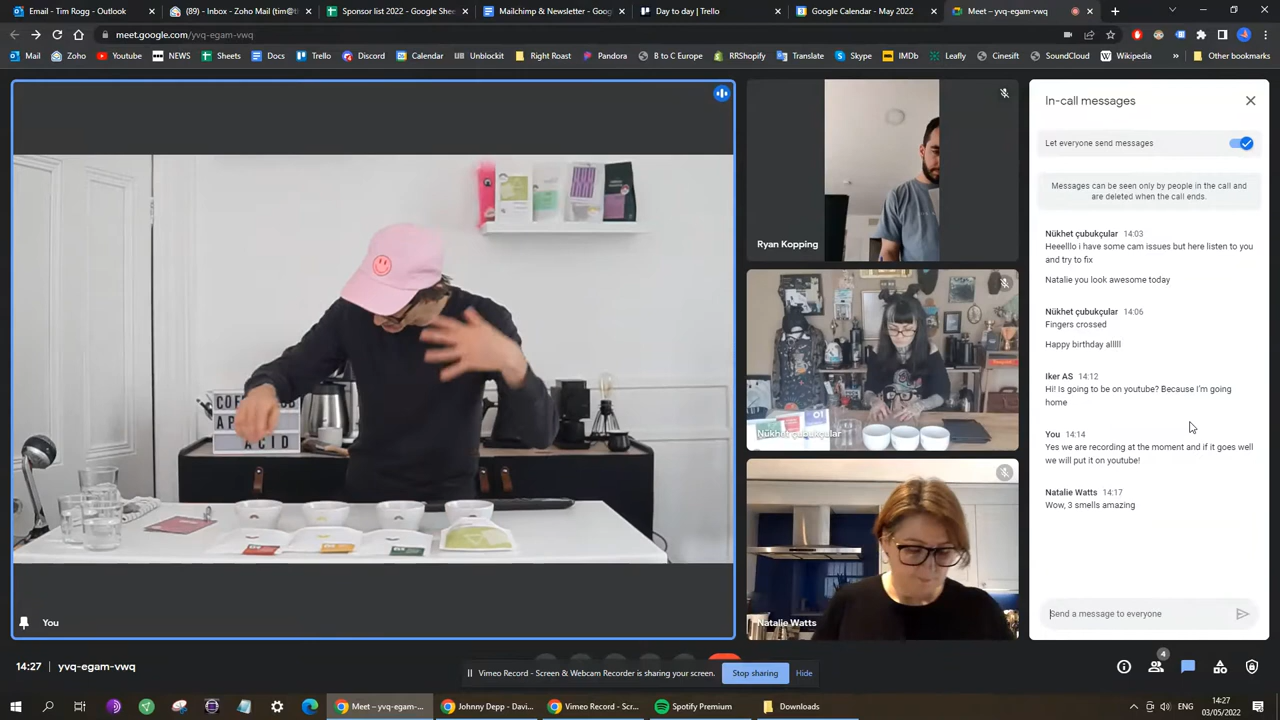 Email - Tim Rogg - Outlook
(89) - Inbox - Zoho Mail (tim@t
Sponsor list 2022 - Google Shee
Mailchimp & Newsletter - Goog
Day to day | Trello
Google Calendar - May 2022
Meet – yvq-egam-vwq
meet.google.com/yvq-egam-vwq
Mail
Zoho
Youtube
NEWS
Sheets
Docs
Trello
Discord
Calendar
Unblockit
Right Roast
Pandora
B to C Europe
RRShopify
Translate
Skype
IMDb
Leafly
Cinesift
SoundCloud
Wikipedia
»
Other bookmarks
In-call messages
Let everyone send messages
Messages can be seen only by people in the call and
are deleted when the call ends.
Nükhet çubukçular 14:03
Heeelllo i have some cam issues but here listen to you
and try to fix
Natalie you look awesome today
Nükhet çubukçular 14:06
Fingers crossed
Happy birthday alllll
Iker AS 14:12
Hi! Is going to be on youtube? Because I'm going
home
You 14:14
Yes we are recording at the moment and if it goes well
we will put it on youtube!
Natalie Watts 14:17
Wow, 3 smells amazing
Send a message to everyone
Ryan Kopping
Nükhet çubukçular
Natalie Watts
ACID
You
14:27 | yvq-egam-vwq
Vimeo Record - Screen & Webcam Recorder is sharing your screen.
Stop sharing
Hide
4
Meet – yvq-egam-...
Johnny Depp - Davi...
Vimeo Record - Scr...
Spotify Premium
Downloads
ENG
14:27
03/05/2022